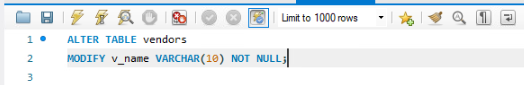 Limit to 1000 rows
1 ALTER TABLE vendors
2 MODIFY v_name VARCHAR(10) NOT NULL;
3